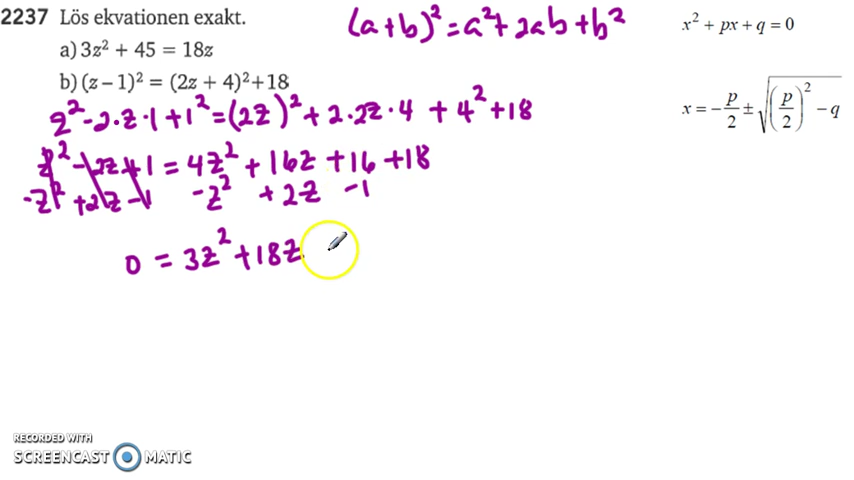 2237 Lös ekvationen exakt.
a) 3z² + 45 = 18z
b) (z – 1)² = (2z + 4)²+18
(a+b)² = a²+2ab+b²
x² + px + q = 0
x = –p/2 ± √((p/2)² – q)
z²-2·z·1+1² = (2z)²+2·2z·4 + 4²+18
z²-2z+1 = 4z² + 16z +16 +18
-z² +2z -1 -z² +2z -1
0 = 3z²+18z
RECORDED WITH
SCREENCAST MATIC